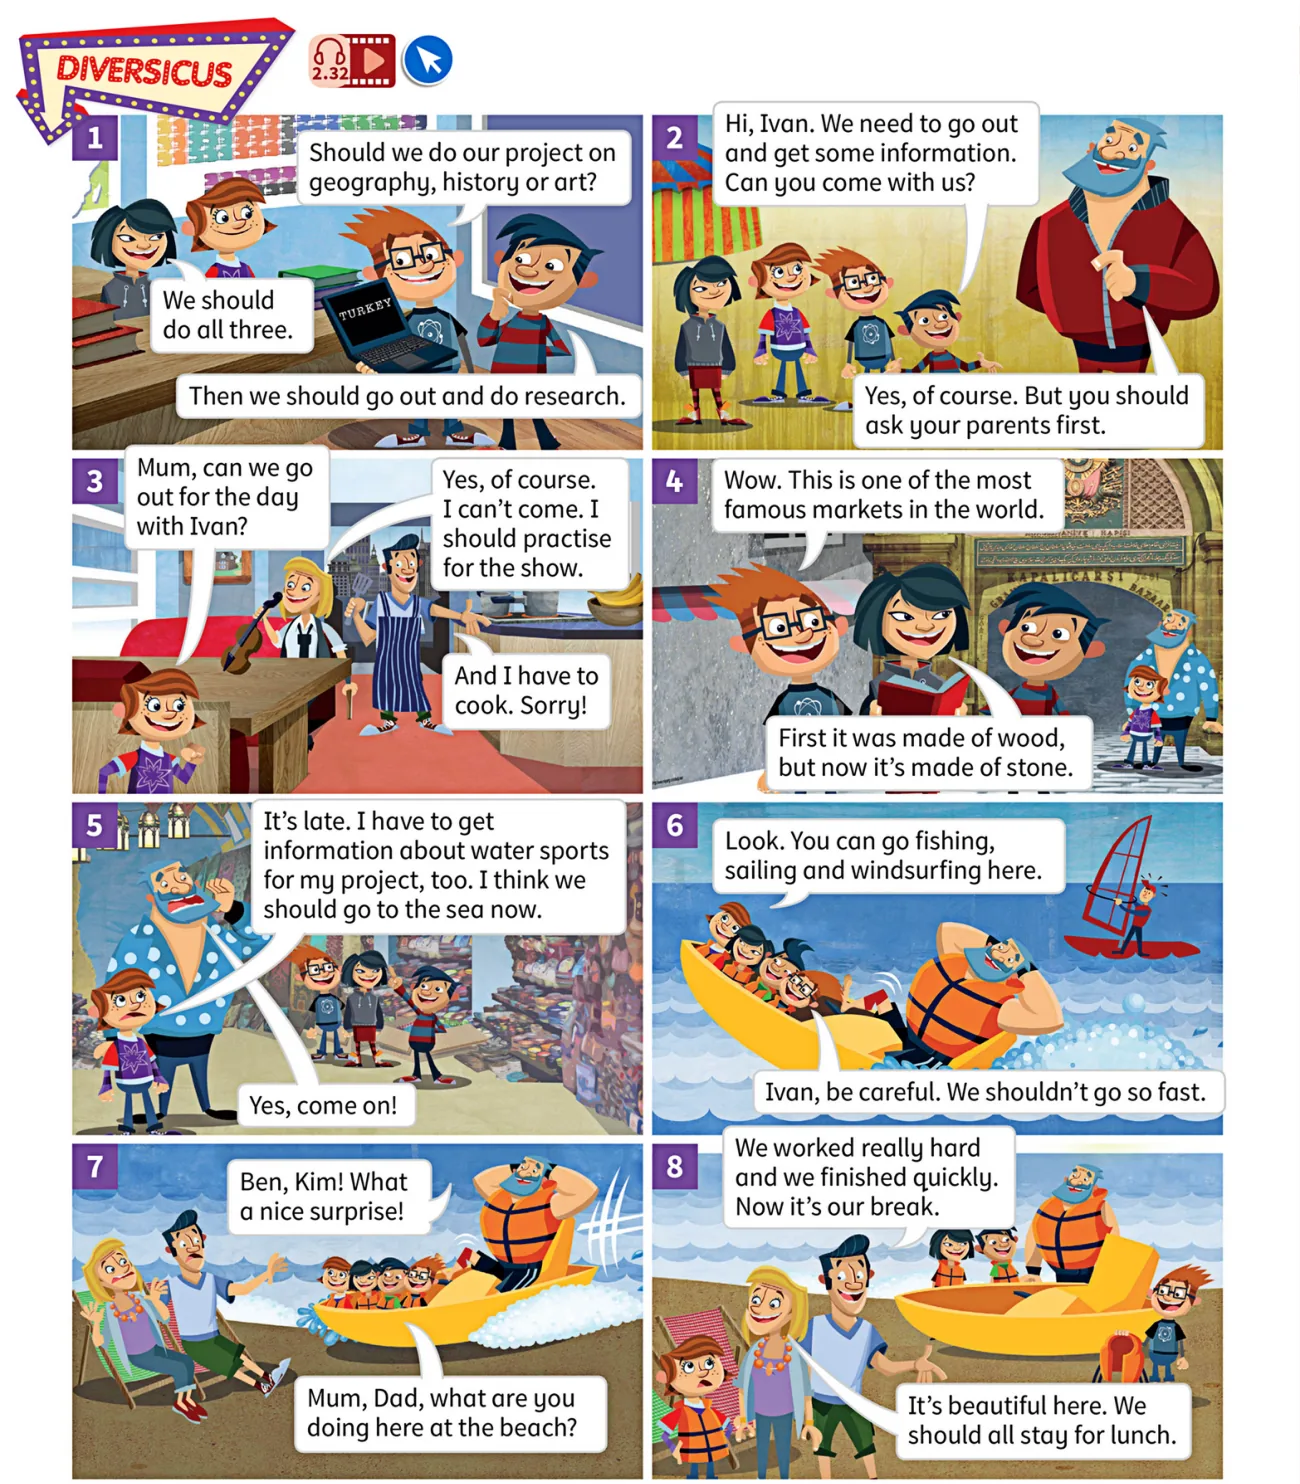 DIVERSICUS
2.32
1
Should we do our project on
geography, history or art?
We should
do all three.
TURKEY
Then we should go out and do research.
2
Hi, Ivan. We need to go out
and get some information.
Can you come with us?
Yes, of course. But you should
ask your parents first.
3
Mum, can we go
out for the day
with Ivan?
Yes, of course.
I can't come. I
should practise
for the show.
And I have to
cook. Sorry!
4
Wow. This is one of the most
famous markets in the world.
KAPALICARSI
BAZAAR
First it was made of wood,
but now it's made of stone.
5
It's late. I have to get
information about water sports
for my project, too. I think we
should go to the sea now.
Yes, come on!
6
Look. You can go fishing,
sailing and windsurfing here.
Ivan, be careful. We shouldn't go so fast.
7
Ben, Kim! What
a nice surprise!
Mum, Dad, what are you
doing here at the beach?
8
We worked really hard
and we finished quickly.
Now it's our break.
It's beautiful here. We
should all stay for lunch.